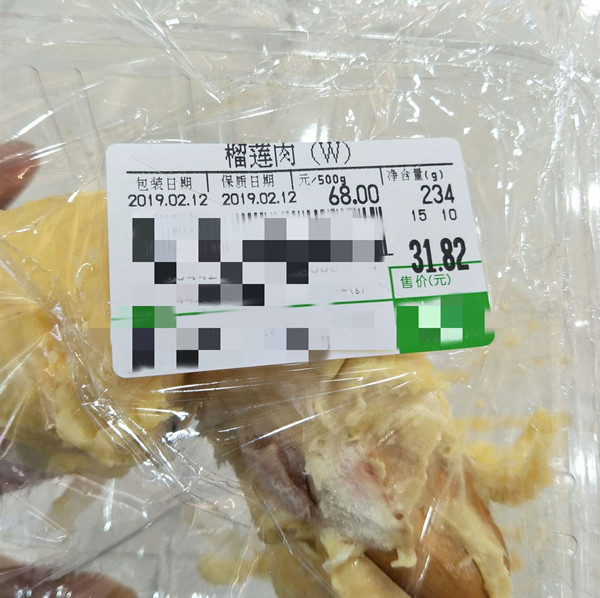 榴莲肉 (W)
包装日期 保质日期 元/500g 净含量(g)
2019.02.12 2019.02.12 68.00 234
15 10
31.82
售价(元)